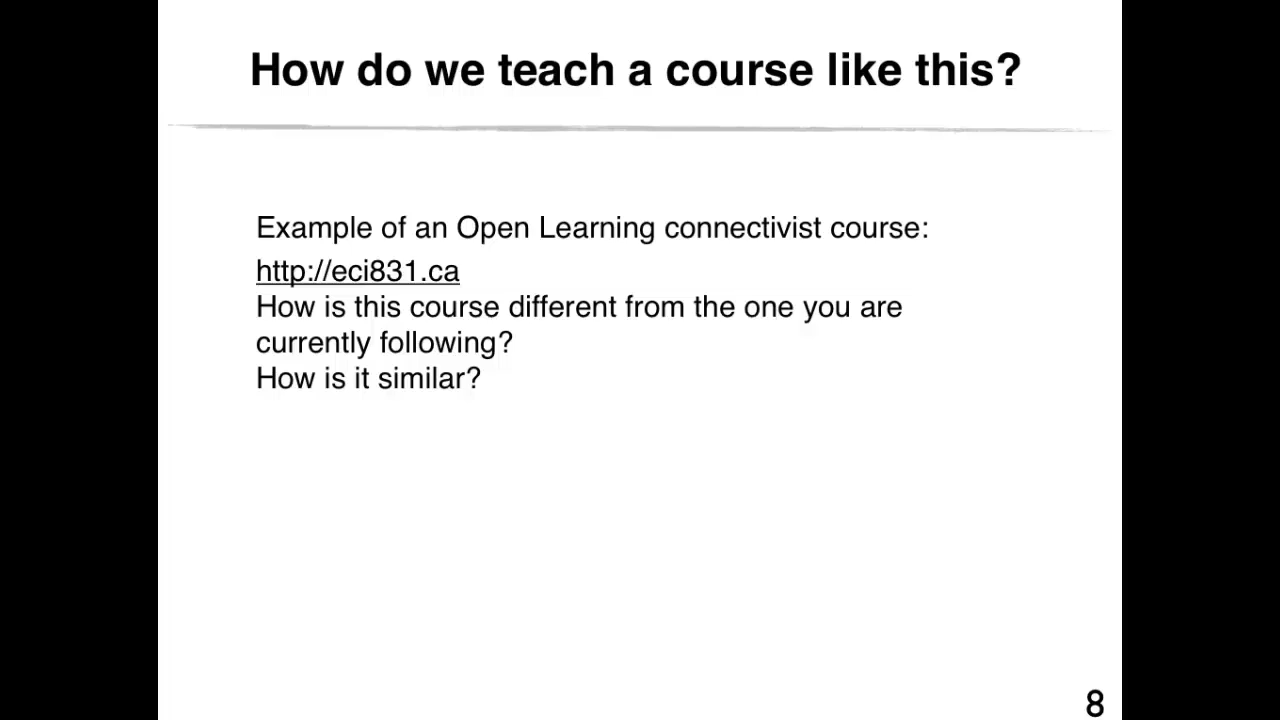 How do we teach a course like this?
Example of an Open Learning connectivist course:
http://eci831.ca
How is this course different from the one you are
currently following?
How is it similar?
8